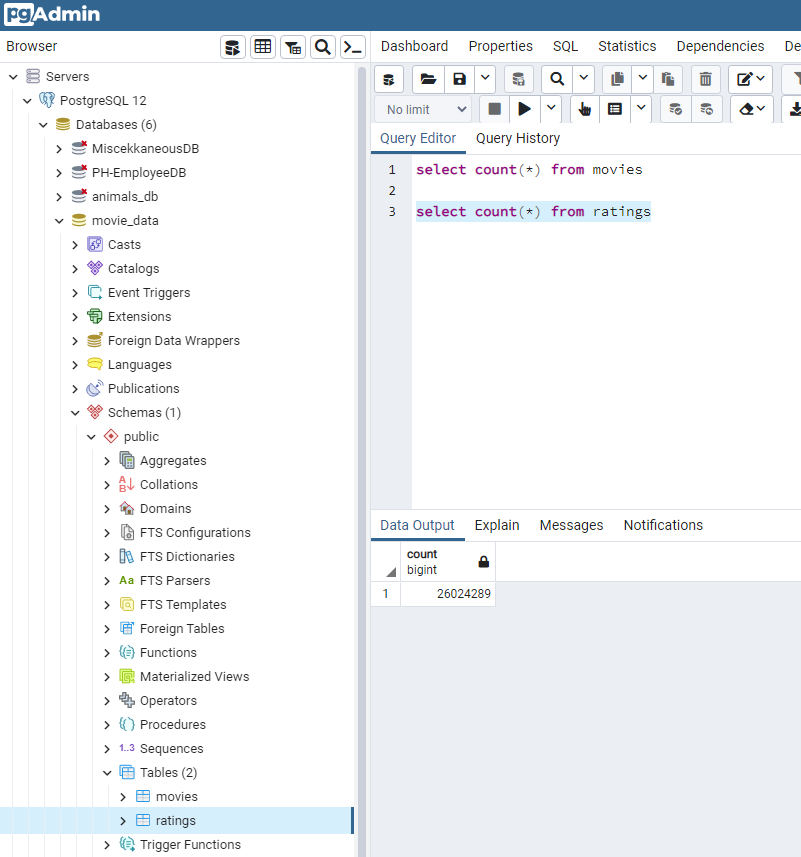 pgAdmin
Browser
Dashboard Properties SQL Statistics Dependencies De
Servers
PostgreSQL 12
Databases (6)
MiscekkaneousDB
PH-EmployeeDB
animals_db
movie_data
Casts
Catalogs
Event Triggers
Extensions
Foreign Data Wrappers
Languages
Publications
Schemas (1)
public
Aggregates
Collations
Domains
FTS Configurations
FTS Dictionaries
Aa FTS Parsers
FTS Templates
Foreign Tables
Functions
Materialized Views
Operators
Procedures
1..3 Sequences
Tables (2)
movies
ratings
Trigger Functions
No limit
Query Editor Query History
1 select count(*) from movies
2
3 select count(*) from ratings
Data Output Explain Messages Notifications
count
bigint
1 26024289